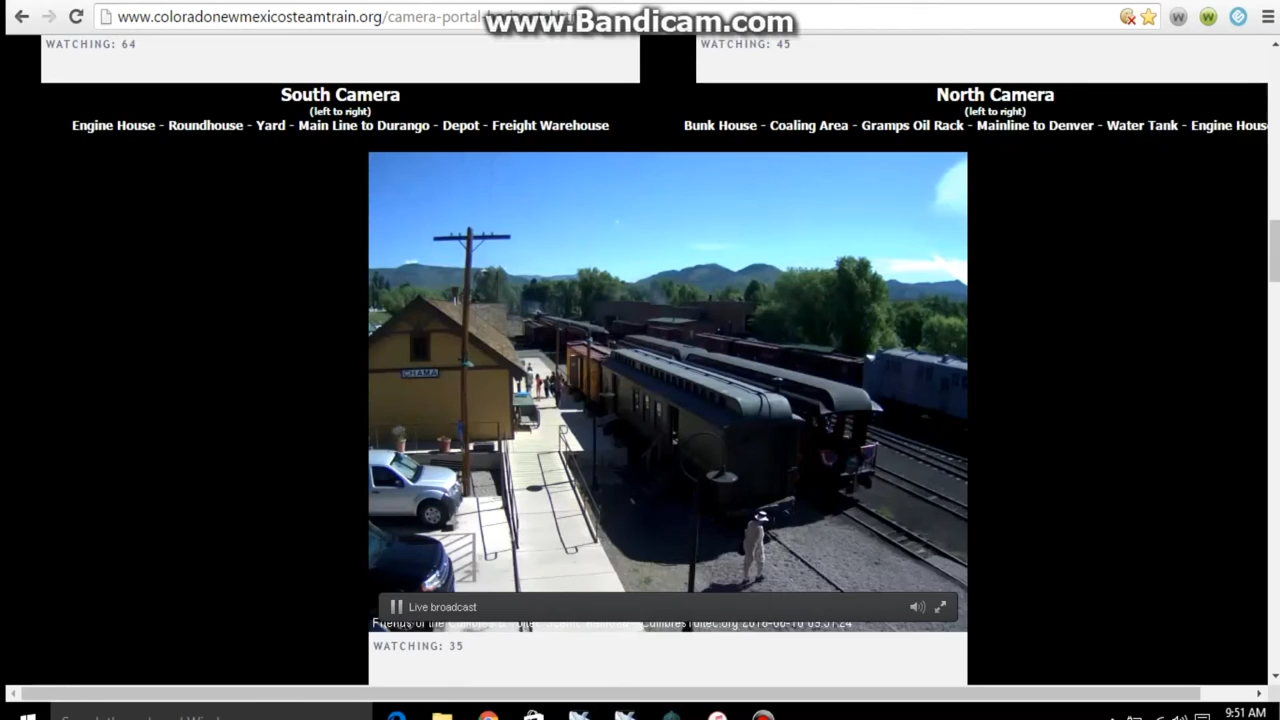 www.coloradonewmexicosteamtrain.org/camera-portal
www.Bandicam.com
WATCHING: 64
WATCHING: 45
South Camera
(left to right)
Engine House - Roundhouse - Yard - Main Line to Durango - Depot - Freight Warehouse
North Camera
(left to right)
Bunk House - Coaling Area - Gramps Oil Rack - Mainline to Denver - Water Tank - Engine Hous
CHAMA
Live broadcast
WATCHING: 35
9:51 AM